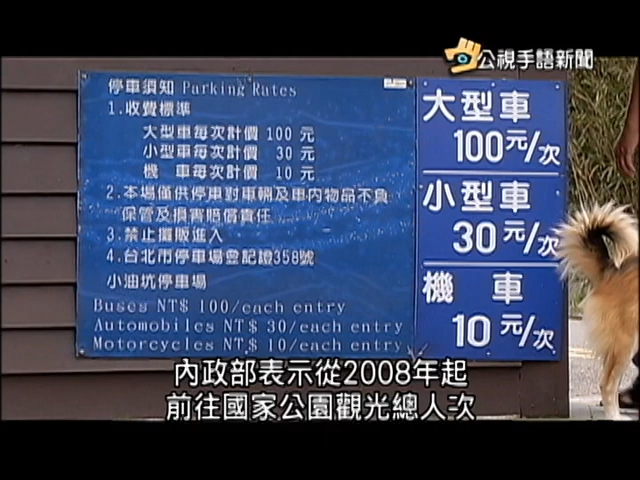 公視手語新聞
停車須知 Parking Rates
1.收費標準
大型車每次計價 100 元
小型車每次計價 30 元
機 車每次計價 10 元
2.本場僅供停車對車輛及車內物品不負
保管及損害賠償責任
3.禁止攤販進入
4.台北市停車場登記證358號
小油坑停車場
Buses NT$ 100/each entry
Automobiles NT$ 30/each entry
Motorcycles NT$ 10/each entry
大型車
100元/次
小型車
30元/次
機 車
10元/次
內政部表示從2008年起
前往國家公園觀光總人次